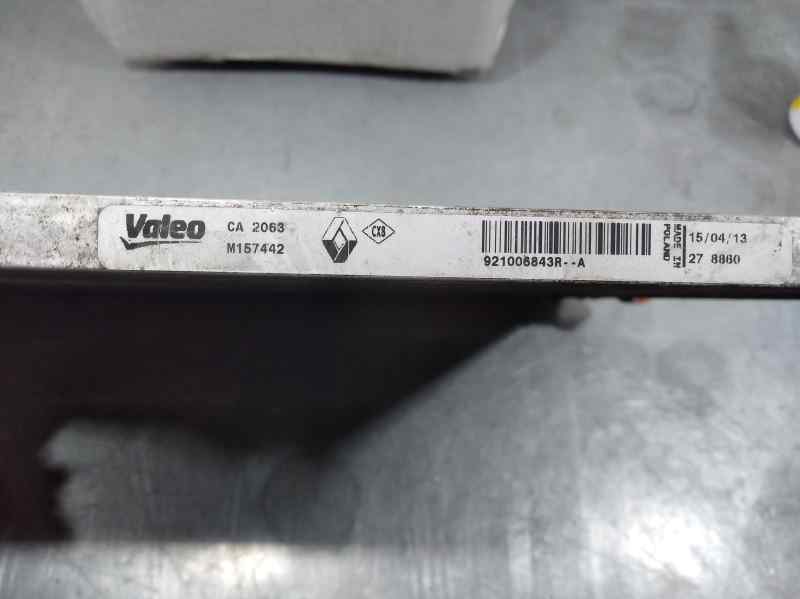 Valeo
CA 2063
M157442
CX8
921006843R--A
MADE IN
POLAND
15/04/13
27 8860